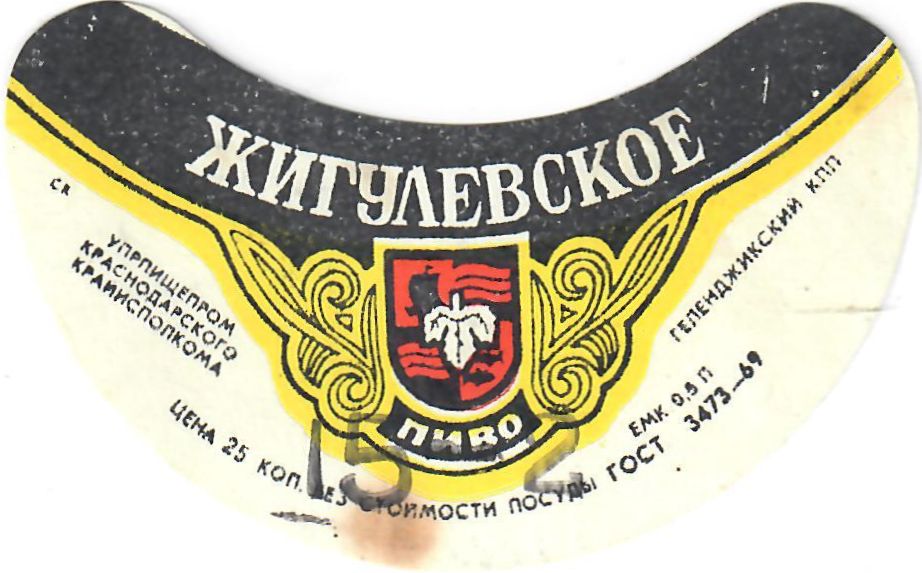 ЖИГУЛЕВСКОЕ
СК
УПРПИЩЕПРОМ
КРАСНОДАРСКОГО
КРАЙИСПОЛКОМА
ГЕЛЕНДЖИКСКИЙ КПП
ПИВО
ЕМК 0,5 Л
ЦЕНА 25 КОП. БЕЗ СТОИМОСТИ ПОСУДЫ ГОСТ 3473—69
15 2